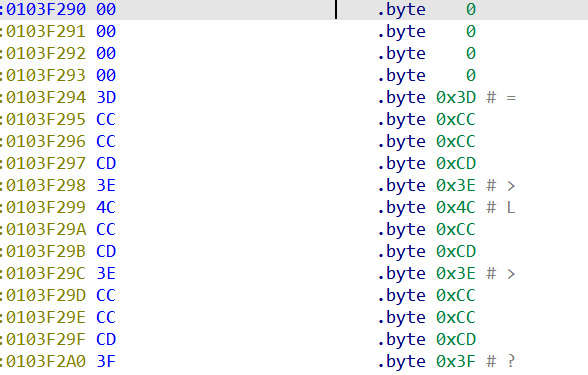 :0103F290 00 .byte 0
:0103F291 00 .byte 0
:0103F292 00 .byte 0
:0103F293 00 .byte 0
:0103F294 3D .byte 0x3D # =
:0103F295 CC .byte 0xCC
:0103F296 CC .byte 0xCC
:0103F297 CD .byte 0xCD
:0103F298 3E .byte 0x3E # >
:0103F299 4C .byte 0x4C # L
:0103F29A CC .byte 0xCC
:0103F29B CD .byte 0xCD
:0103F29C 3E .byte 0x3E # >
:0103F29D CC .byte 0xCC
:0103F29E CC .byte 0xCC
:0103F29F CD .byte 0xCD
:0103F2A0 3F .byte 0x3F # ?